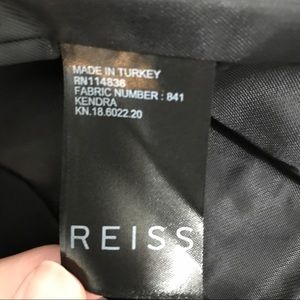 MADE IN TURKEY
RN114836
FABRIC NUMBER : 841
KENDRA
KN.18.6022.20
REISS